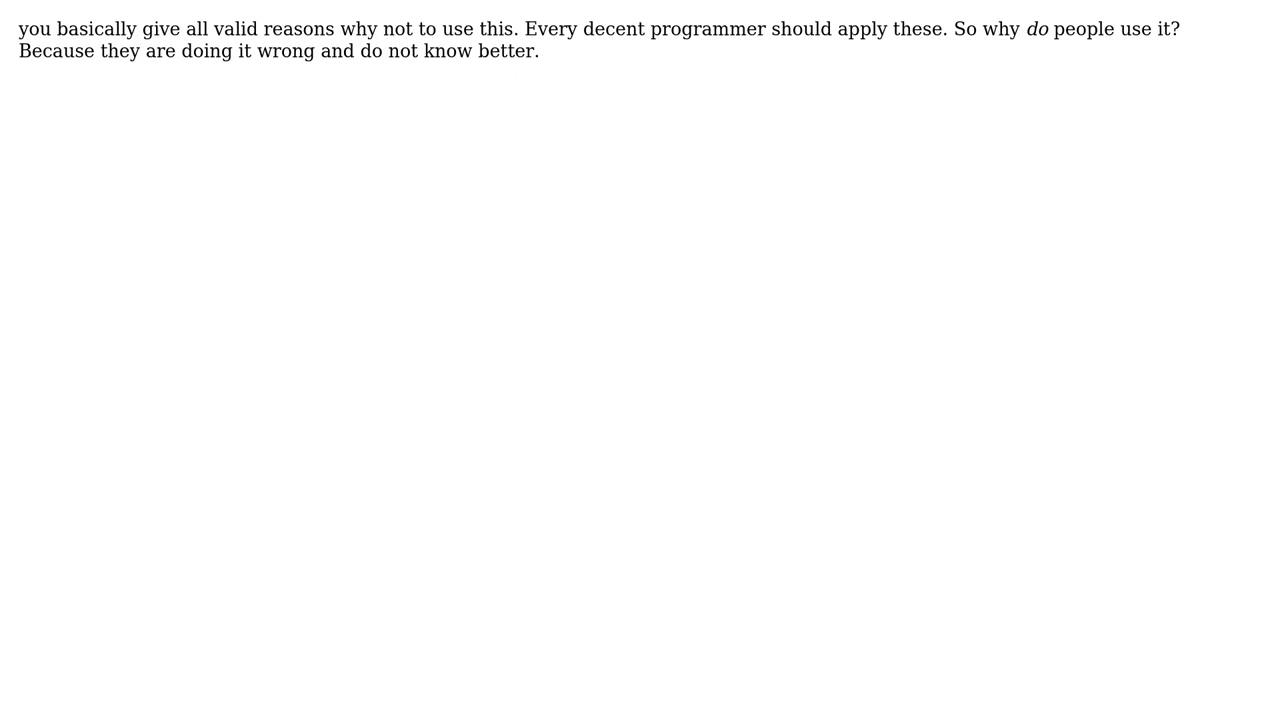 you basically give all valid reasons why not to use this. Every decent programmer should apply these. So why do people use it?
Because they are doing it wrong and do not know better.